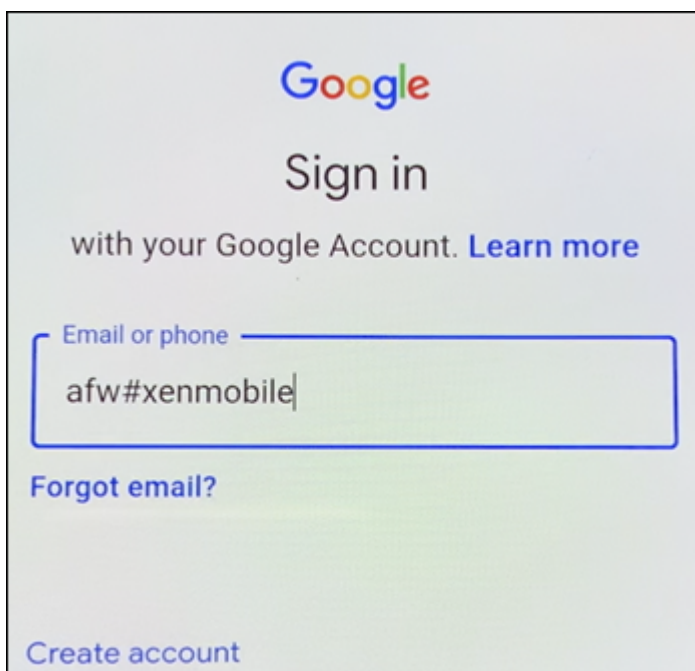 Google
Sign in
with your Google Account. Learn more
Email or phone
afw#xenmobile
Forgot email?
Create account